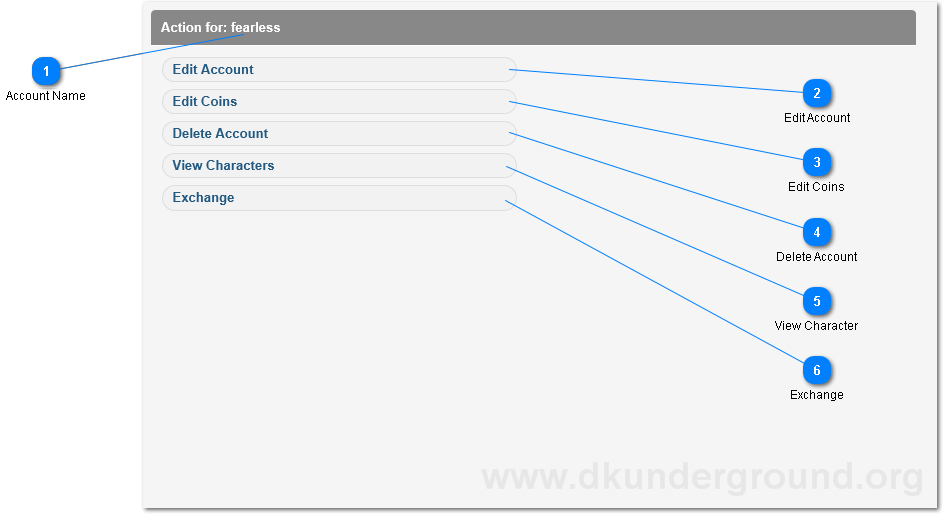 Action for: fearless
1
Account Name
Edit Account
Edit Coins
Delete Account
View Characters
Exchange
2
Edit Account
3
Edit Coins
4
Delete Account
5
View Character
6
Exchange
www.dkunderground.org